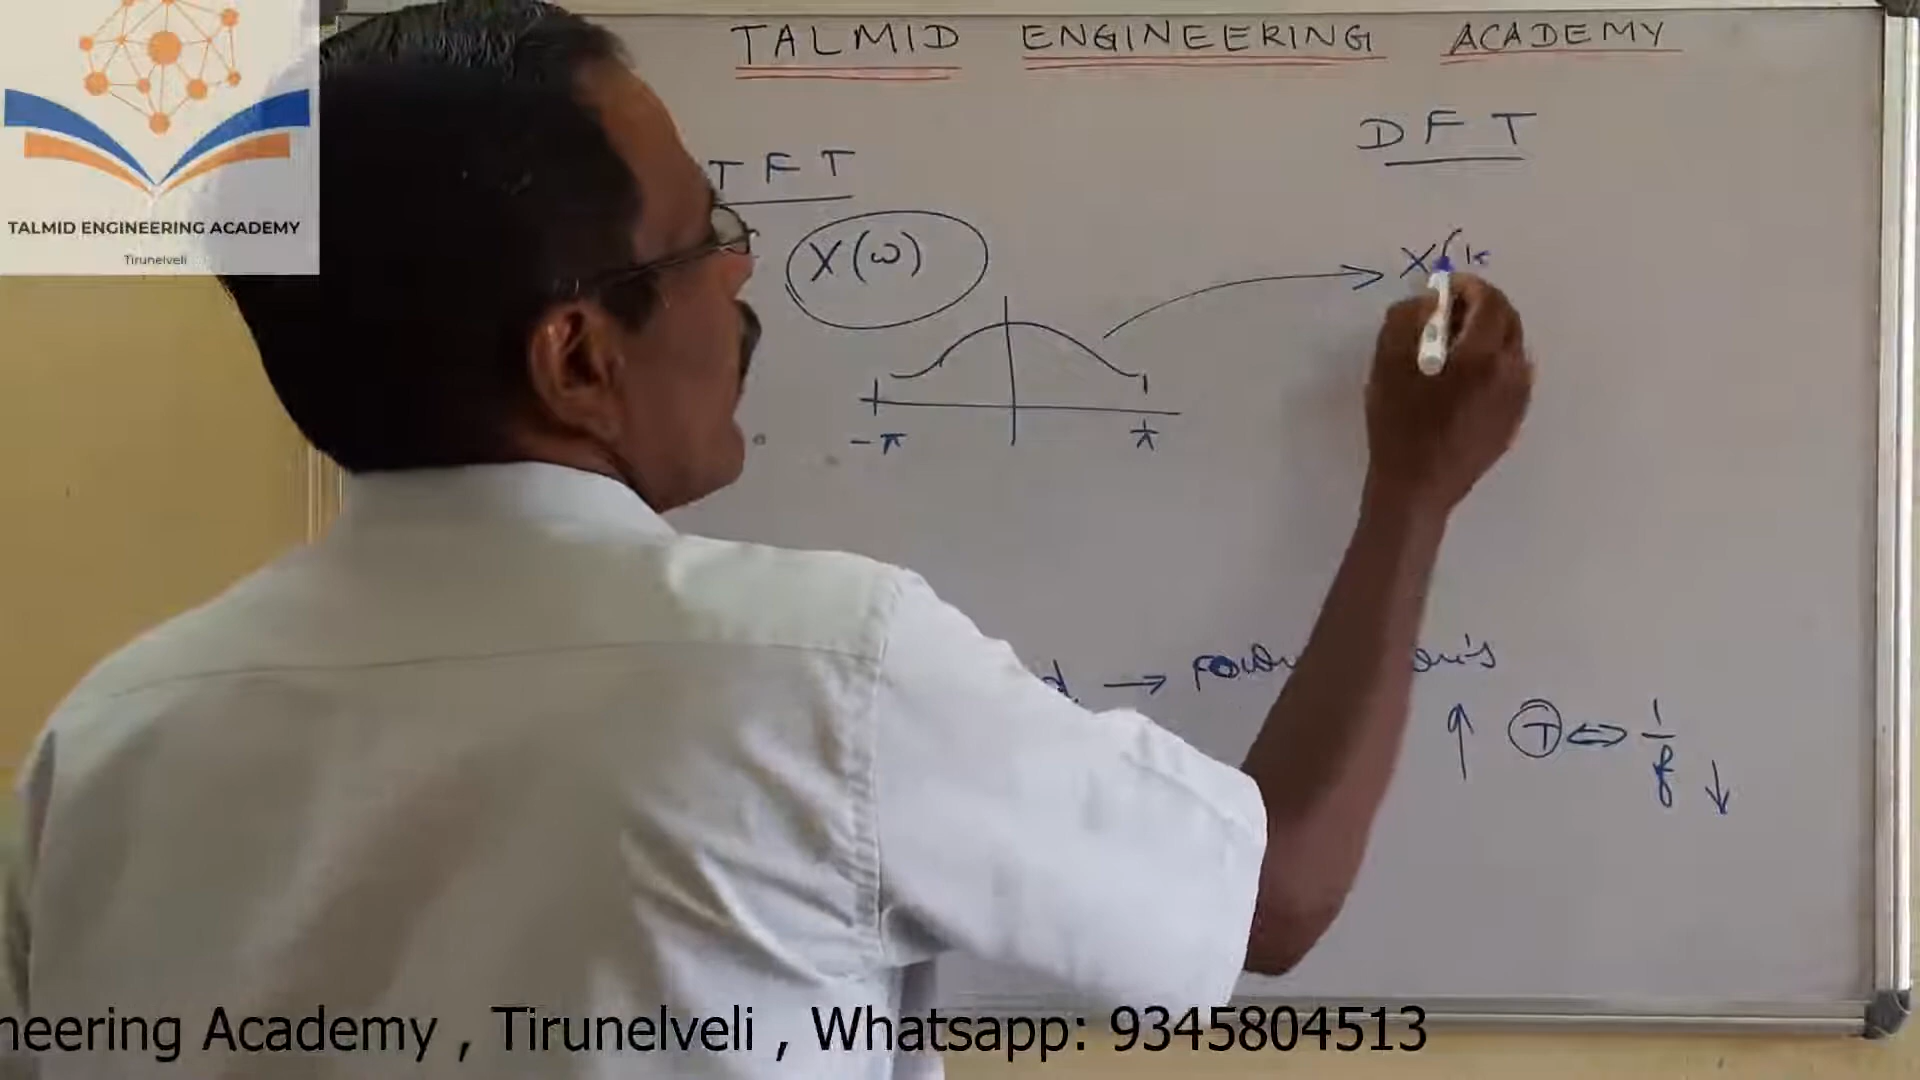 TALMID ENGINEERING ACADEMY
TALMID ENGINEERING ACADEMY
Tirunelveli
DFT
TFT
X(ω)
X(k
-π
π
→
↑ T ⇔ 1/f ↓
neering Academy , Tirunelveli , Whatsapp: 9345804513